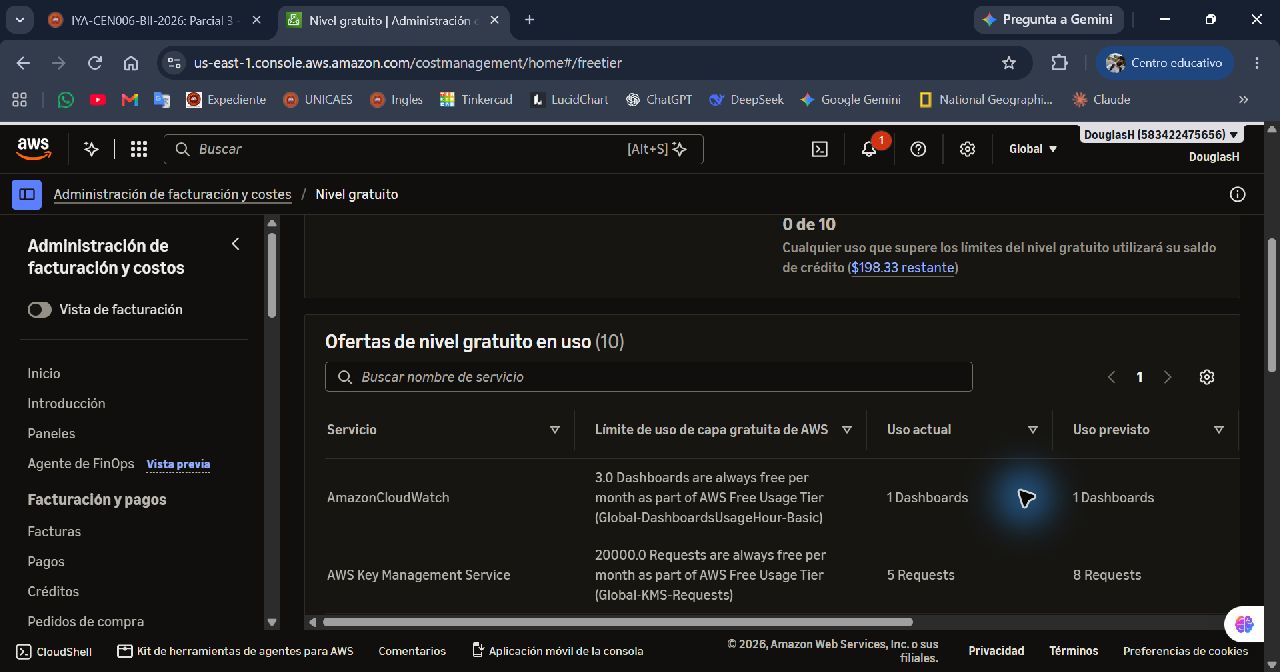 IYA-CEN006-BII-2026: Parcial 3 -
Nivel gratuito | Administración
Pregunta a Gemini
us-east-1.console.aws.amazon.com/costmanagement/home#/freetier
Centro educativo
Expediente
UNICAES
Ingles
Tinkercad
LucidChart
ChatGPT
DeepSeek
Google Gemini
National Geographi...
Claude
aws
Buscar
[Alt+S]
1
Global
DouglasH (583422475656)
DouglasH
Administración de facturación y costes / Nivel gratuito
Administración de
facturación y costos
Vista de facturación
Inicio
Introducción
Paneles
Agente de FinOps Vista previa
Facturación y pagos
Facturas
Pagos
Créditos
Pedidos de compra
0 de 10
Cualquier uso que supere los límites del nivel gratuito utilizará su saldo
de crédito ($198.33 restante)
Ofertas de nivel gratuito en uso (10)
Buscar nombre de servicio
1
Servicio
Límite de uso de capa gratuita de AWS
Uso actual
Uso previsto
AmazonCloudWatch
3.0 Dashboards are always free per
month as part of AWS Free Usage Tier
(Global-DashboardsUsageHour-Basic)
1 Dashboards
1 Dashboards
AWS Key Management Service
20000.0 Requests are always free per
month as part of AWS Free Usage Tier
(Global-KMS-Requests)
5 Requests
8 Requests
CloudShell
Kit de herramientas de agentes para AWS
Comentarios
Aplicación móvil de la consola
© 2026, Amazon Web Services, Inc. o sus
filiales.
Privacidad
Términos
Preferencias de cookies